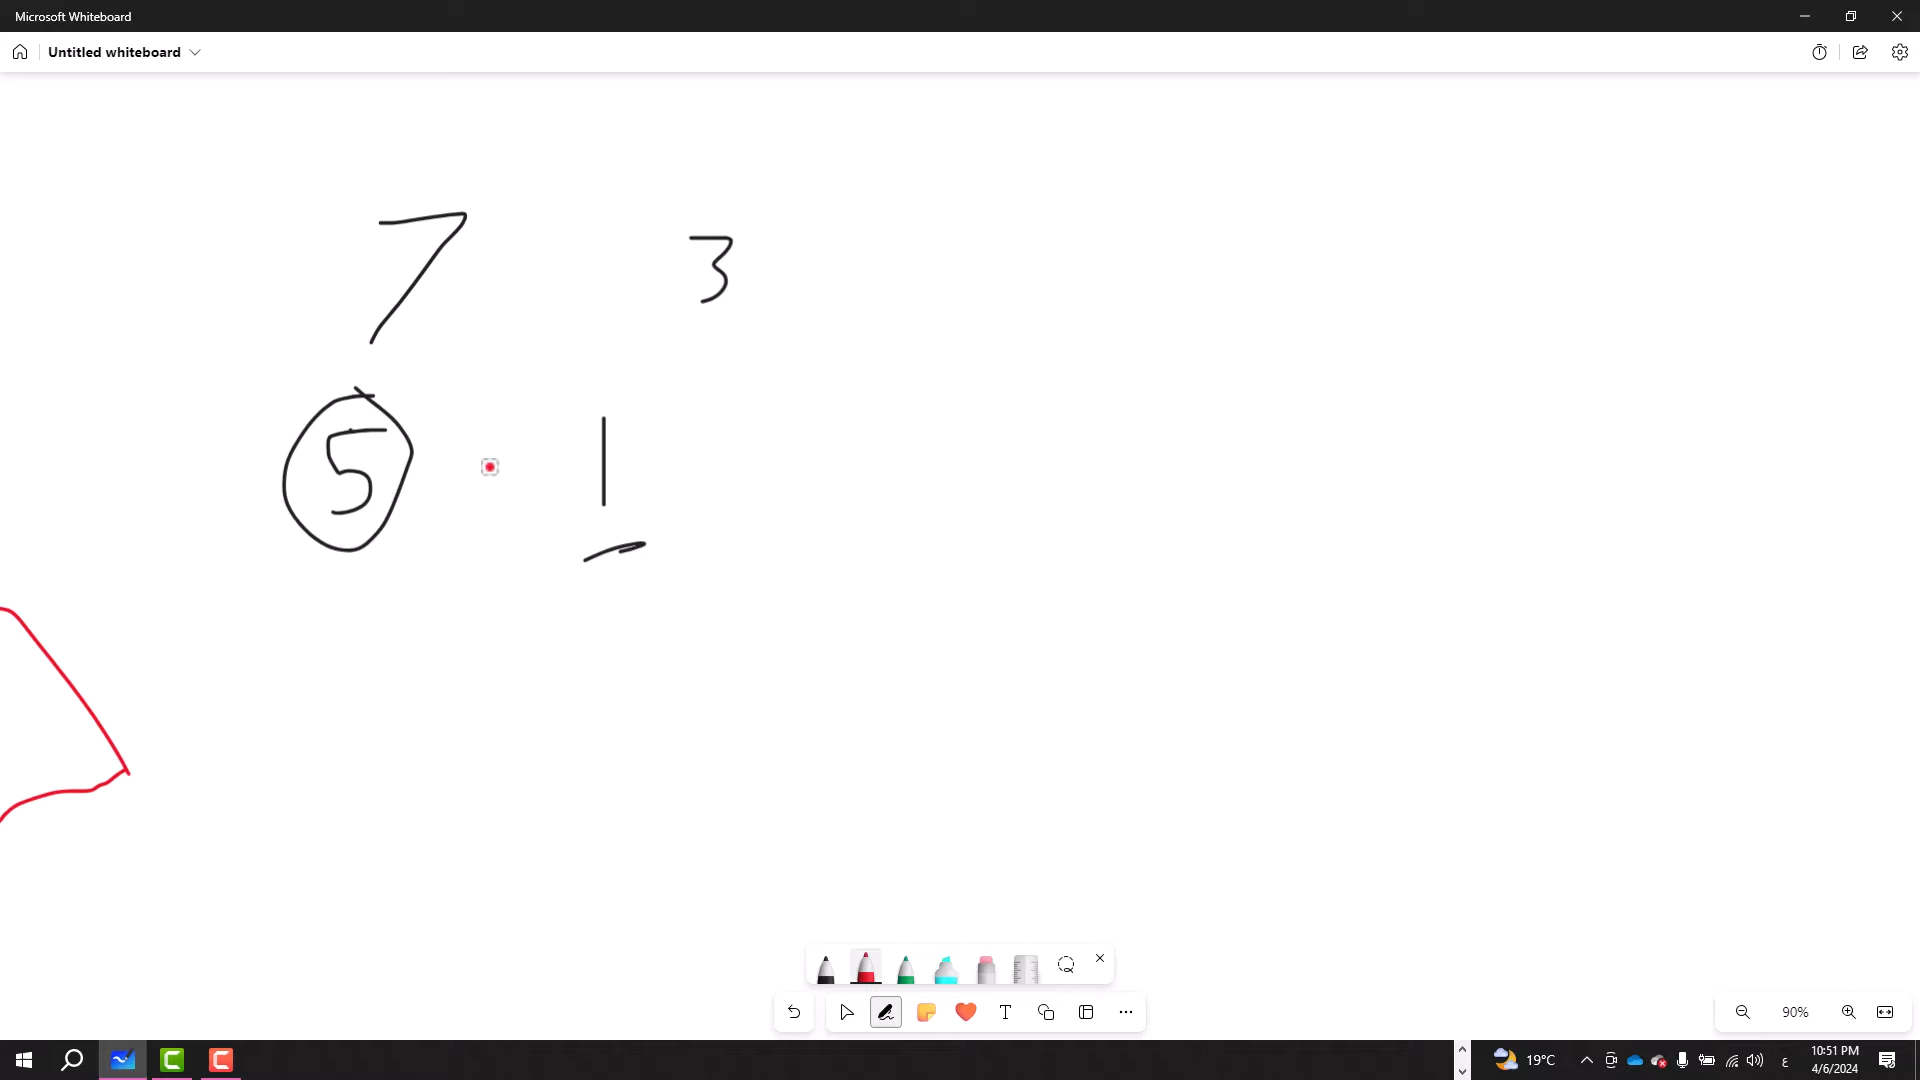 Microsoft Whiteboard
Untitled whiteboard
7 3
5 1
90%
19°C
ع
10:51 PM
4/6/2024